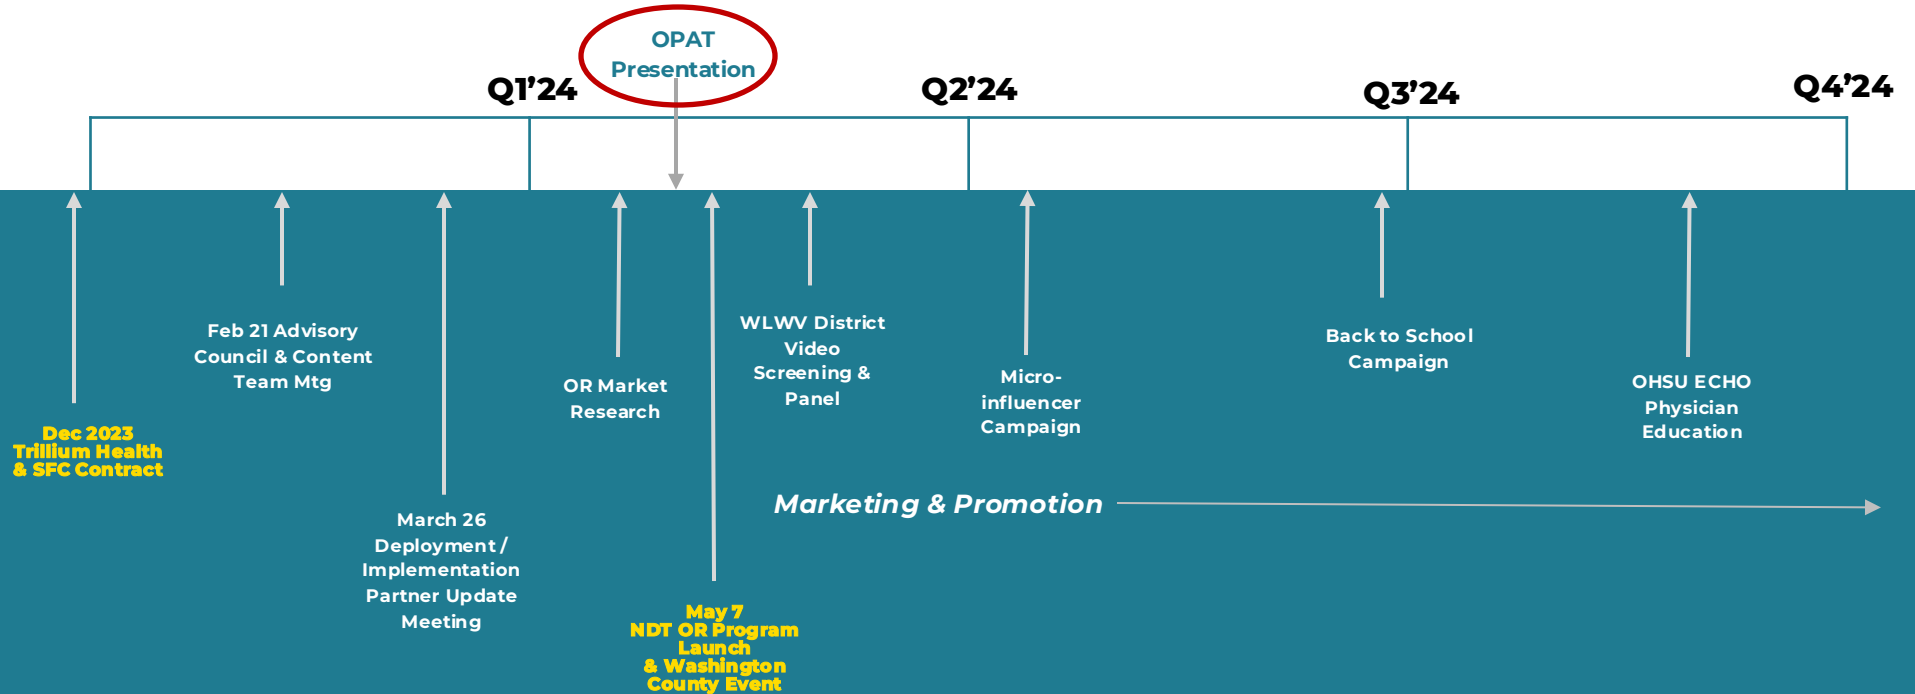 OPAT
Presentation
Q1’24
Q2’24
Q3’24
Q4’24
Dec 2023
Trillium Health
& SFC Contract
Feb 21 Advisory
Council & Content
Team Mtg
March 26
Deployment /
Implementation
Partner Update
Meeting
OR Market
Research
May 7
NDT OR Program
Launch
& Washington
County Event
WLWV District
Video
Screening &
Panel
Micro-
influencer
Campaign
Back to School
Campaign
OHSU ECHO
Physician
Education
Marketing & Promotion